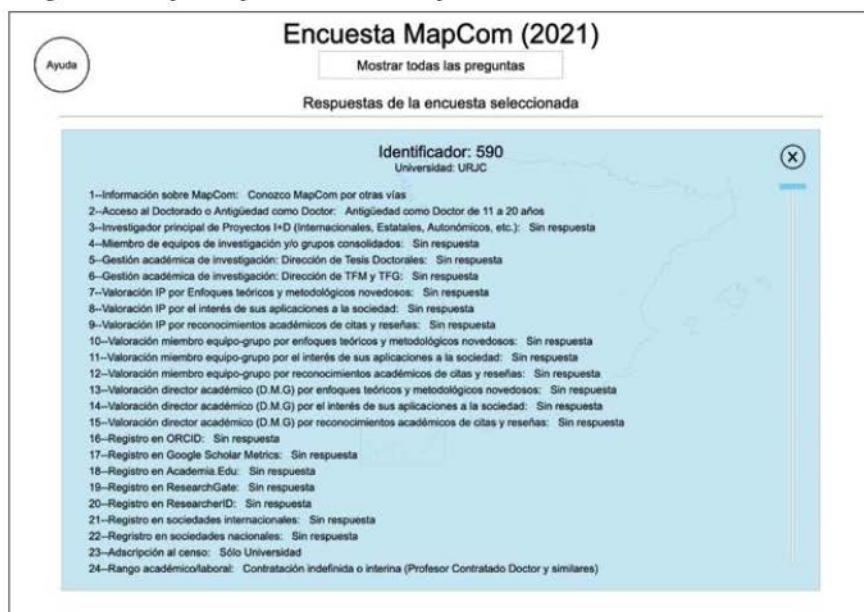 Encuesta MapCom (2021)
Ayuda
Mostrar todas las preguntas
Respuestas de la encuesta seleccionada
Identificador: 590
Universidad: URJC
X
1--Información sobre MapCom: Conozco MapCom por otras vías
2--Acceso al Doctorado o Antigüedad como Doctor: Antigüedad como Doctor de 11 a 20 años
3--Investigador principal de Proyectos I+D (Internacionales, Estatales, Autonómicos, etc.): Sin respuesta
4--Miembro de equipos de investigación y/o grupos consolidados: Sin respuesta
5--Gestión académica de investigación: Dirección de Tesis Doctorales: Sin respuesta
6--Gestión académica de investigación: Dirección de TFM y TFG: Sin respuesta
7--Valoración IP por Enfoques teóricos y metodológicos novedosos: Sin respuesta
8--Valoración IP por el interés de sus aplicaciones a la sociedad: Sin respuesta
9--Valoración IP por reconocimientos académicos de citas y reseñas: Sin respuesta
10--Valoración miembro equipo-grupo por enfoques teóricos y metodológicos novedosos: Sin respuesta
11--Valoración miembro equipo-grupo por el interés de sus aplicaciones a la sociedad: Sin respuesta
12--Valoración miembro equipo-grupo por reconocimientos académicos de citas y reseñas: Sin respuesta
13--Valoración director académico (D.M.G) por enfoques teóricos y metodológicos novedosos: Sin respuesta
14--Valoración director académico (D.M.G) por el interés de sus aplicaciones a la sociedad: Sin respuesta
15--Valoración director académico (D.M.G) por reconocimientos académicos de citas y reseñas: Sin respuesta
16--Registro en ORCID: Sin respuesta
17--Registro en Google Scholar Metrics: Sin respuesta
18--Registro en Academia.Edu: Sin respuesta
19--Registro en ResearchGate: Sin respuesta
20--Registro en ResearcherID: Sin respuesta
21--Registro en sociedades internacionales: Sin respuesta
22--Regristro en sociedades nacionales: Sin respuesta
23--Adscripción al censo: Sólo Universidad
24--Rango académico/laboral: Contratación indefinida o interina (Profesor Contratado Doctor y similares)